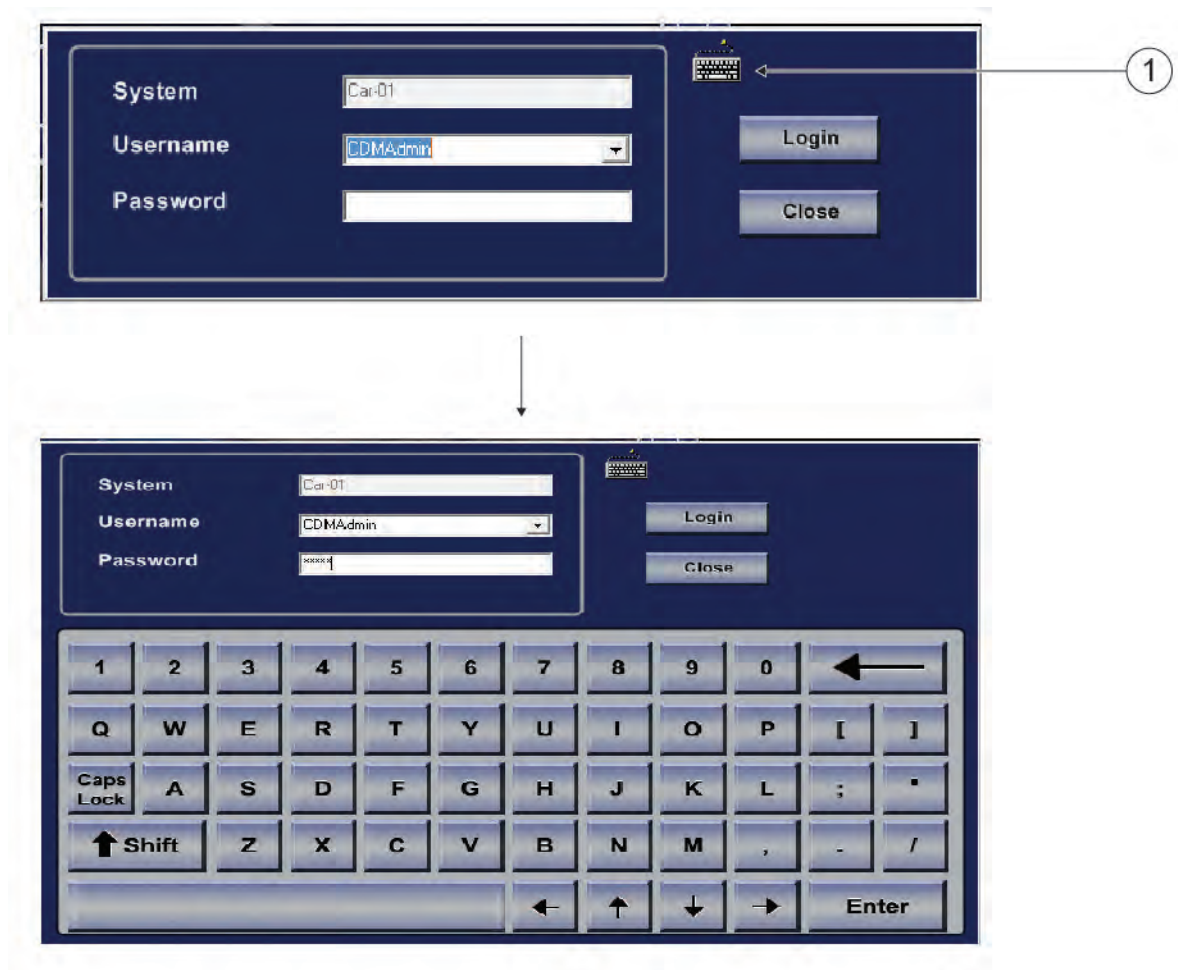 1
System Car-01
Username CDMAdmin
Password
Login
Close
System Car-01
Username CDMAdmin
Password *****
Login
Close
1 2 3 4 5 6 7 8 9 0
Q W E R T Y U I O P [ ]
Caps Lock A S D F G H J K L ; "
Shift Z X C V B N M , . /
Enter